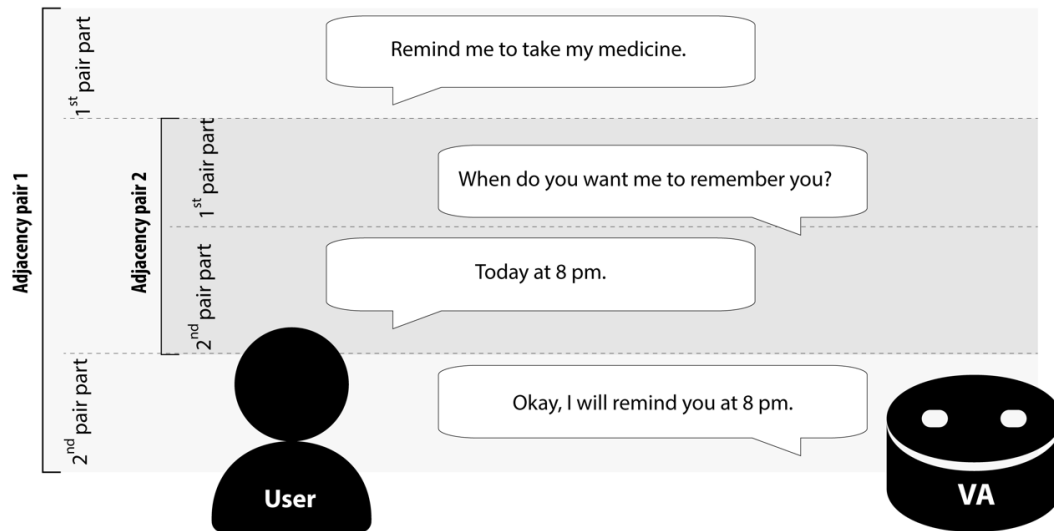 Adjacency pair 1
1st pair part
Remind me to take my medicine.
Adjacency pair 2
1st pair part
When do you want me to remember you?
2nd pair part
Today at 8 pm.
2nd pair part
Okay, I will remind you at 8 pm.
User
VA